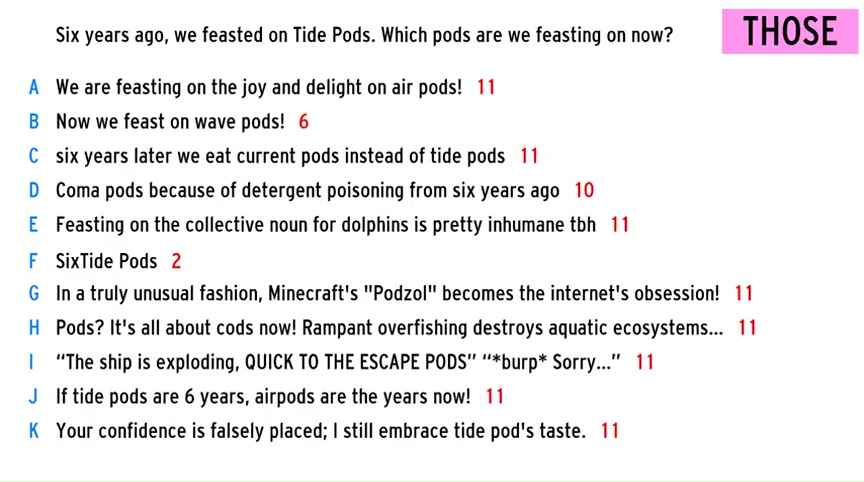 Six years ago, we feasted on Tide Pods. Which pods are we feasting on now?
THOSE
A We are feasting on the joy and delight on air pods! 11
B Now we feast on wave pods! 6
C six years later we eat current pods instead of tide pods 11
D Coma pods because of detergent poisoning from six years ago 10
E Feasting on the collective noun for dolphins is pretty inhumane tbh 11
F SixTide Pods 2
G In a truly unusual fashion, Minecraft's "Podzol" becomes the internet's obsession! 11
H Pods? It's all about cods now! Rampant overfishing destroys aquatic ecosystems... 11
I “The ship is exploding, QUICK TO THE ESCAPE PODS” “*burp* Sorry...” 11
J If tide pods are 6 years, airpods are the years now! 11
K Your confidence is falsely placed; I still embrace tide pod's taste. 11